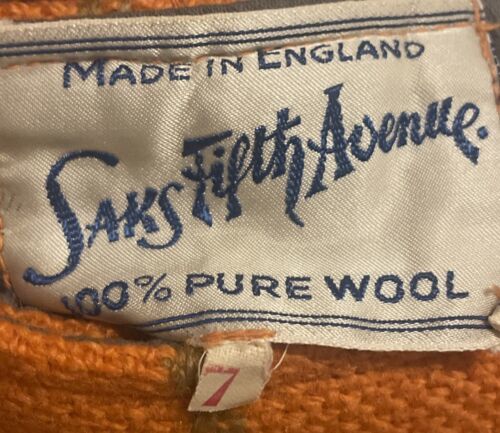 MADE IN ENGLAND
SAKS Fifth Avenue.
100% PURE WOOL
7